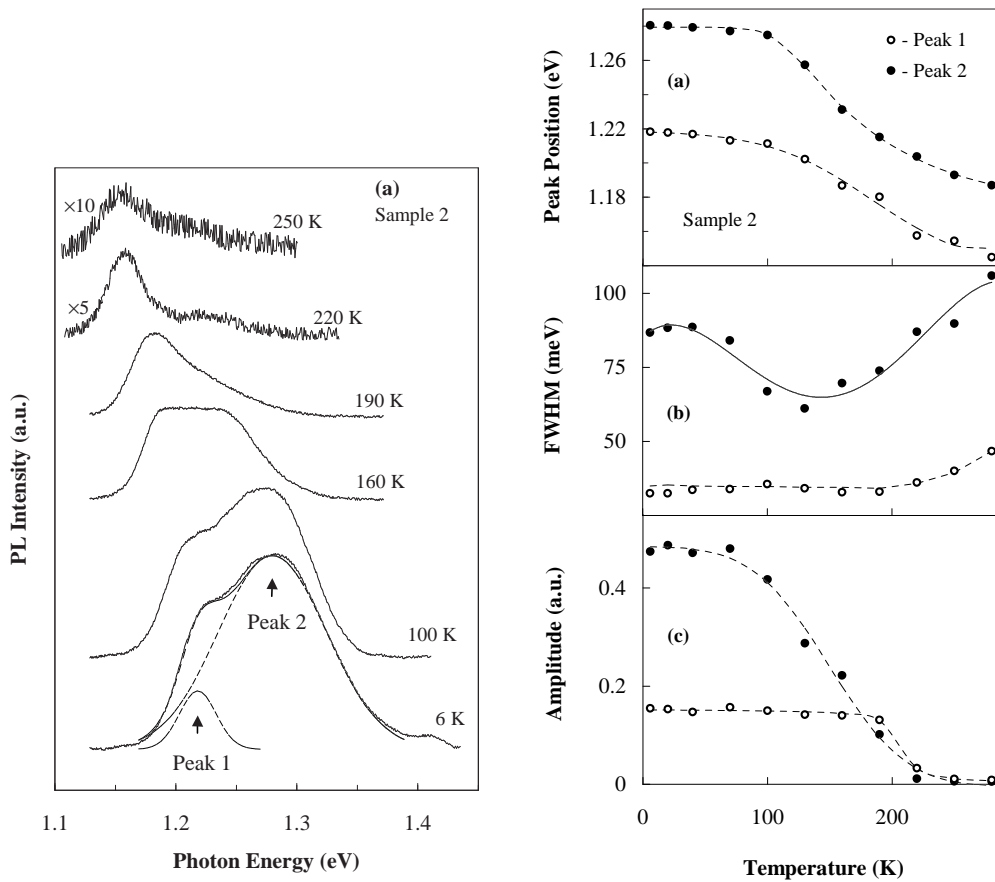 (a)
Sample 2
×10
250 K
×5
220 K
190 K
160 K
100 K
Peak 2
6 K
Peak 1
PL Intensity (a.u.)
1.1
1.2
1.3
1.4
Photon Energy (eV)
Peak Position (eV)
1.26
1.22
1.18
- Peak 1
- Peak 2
(a)
Sample 2
FWHM (meV)
100
75
50
(b)
Amplitude (a.u.)
0.4
0.2
0
(c)
0
100
200
Temperature (K)